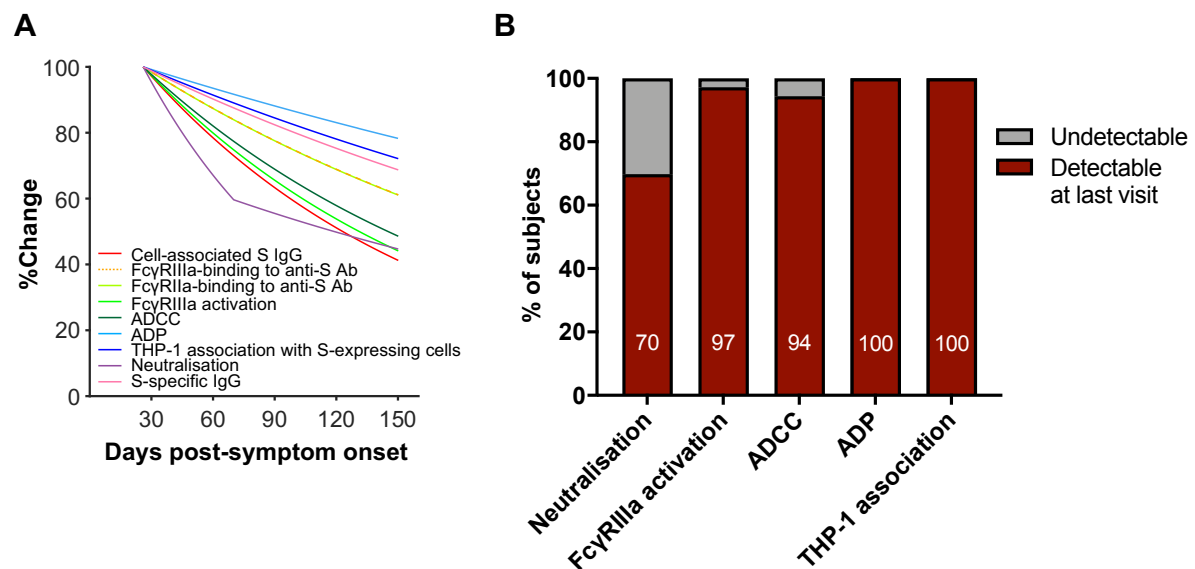 A
100
80
60
40
20
0
%Change
Cell-associated S IgG
FcγRIIIa-binding to anti-S Ab
FcγRIIa-binding to anti-S Ab
FcγRIIIa activation
ADCC
ADP
THP-1 association with S-expressing cells
Neutralisation
S-specific IgG
30 60 90 120 150
Days post-symptom onset
B
100
80
60
40
20
0
% of subjects
70 97 94 100 100
Neutralisation
FcγRIIIa activation
ADCC
ADP
THP-1 association
Undetectable
Detectable
at last visit